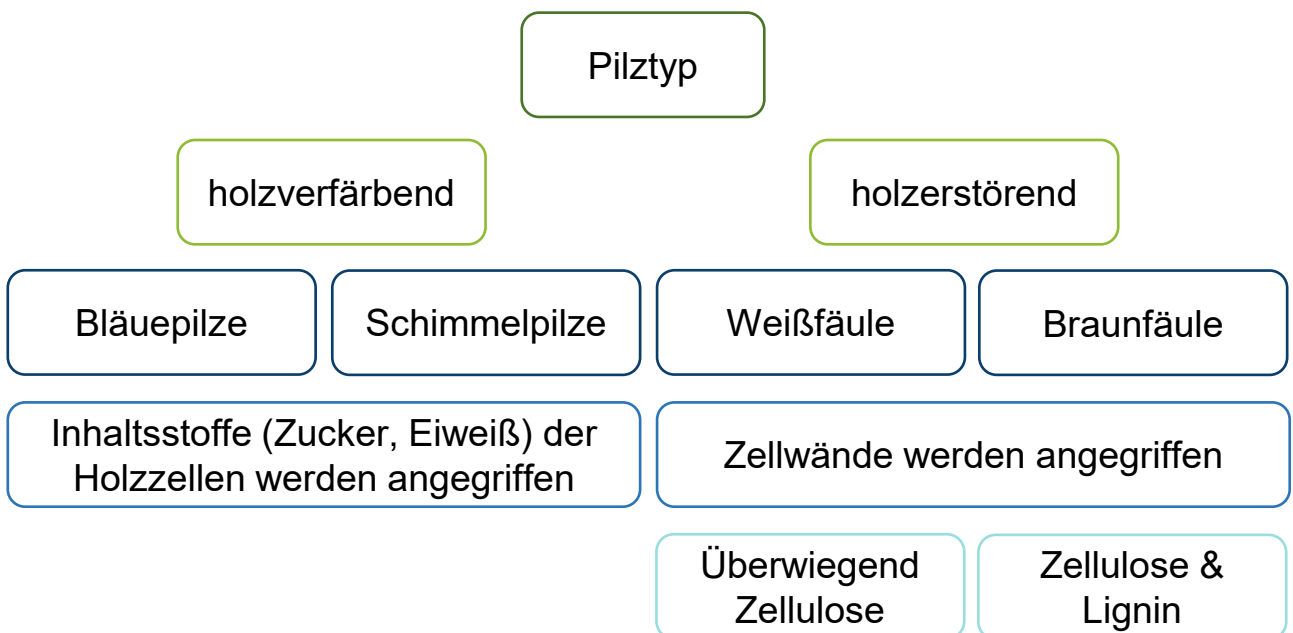 Pilztyp
holzverfärbend
holzerstörend
Bläuepilze
Schimmelpilze
Weißfäule
Braunfäule
Inhaltsstoffe (Zucker, Eiweiß) der
Holzzellen werden angegriffen
Zellwände werden angegriffen
Überwiegend
Zellulose
Zellulose &
Lignin